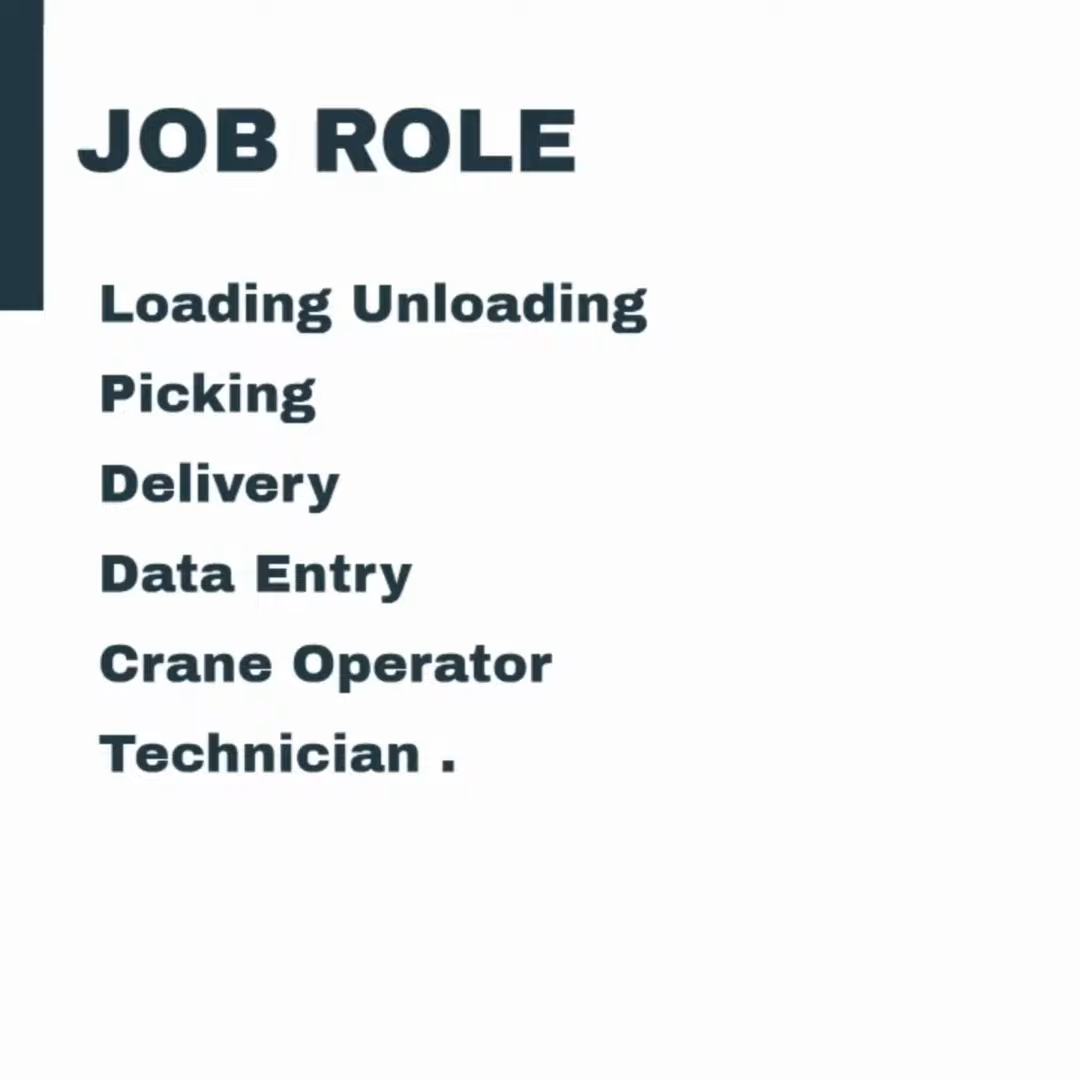 JOB ROLE
Loading Unloading
Picking
Delivery
Data Entry
Crane Operator
Technician .